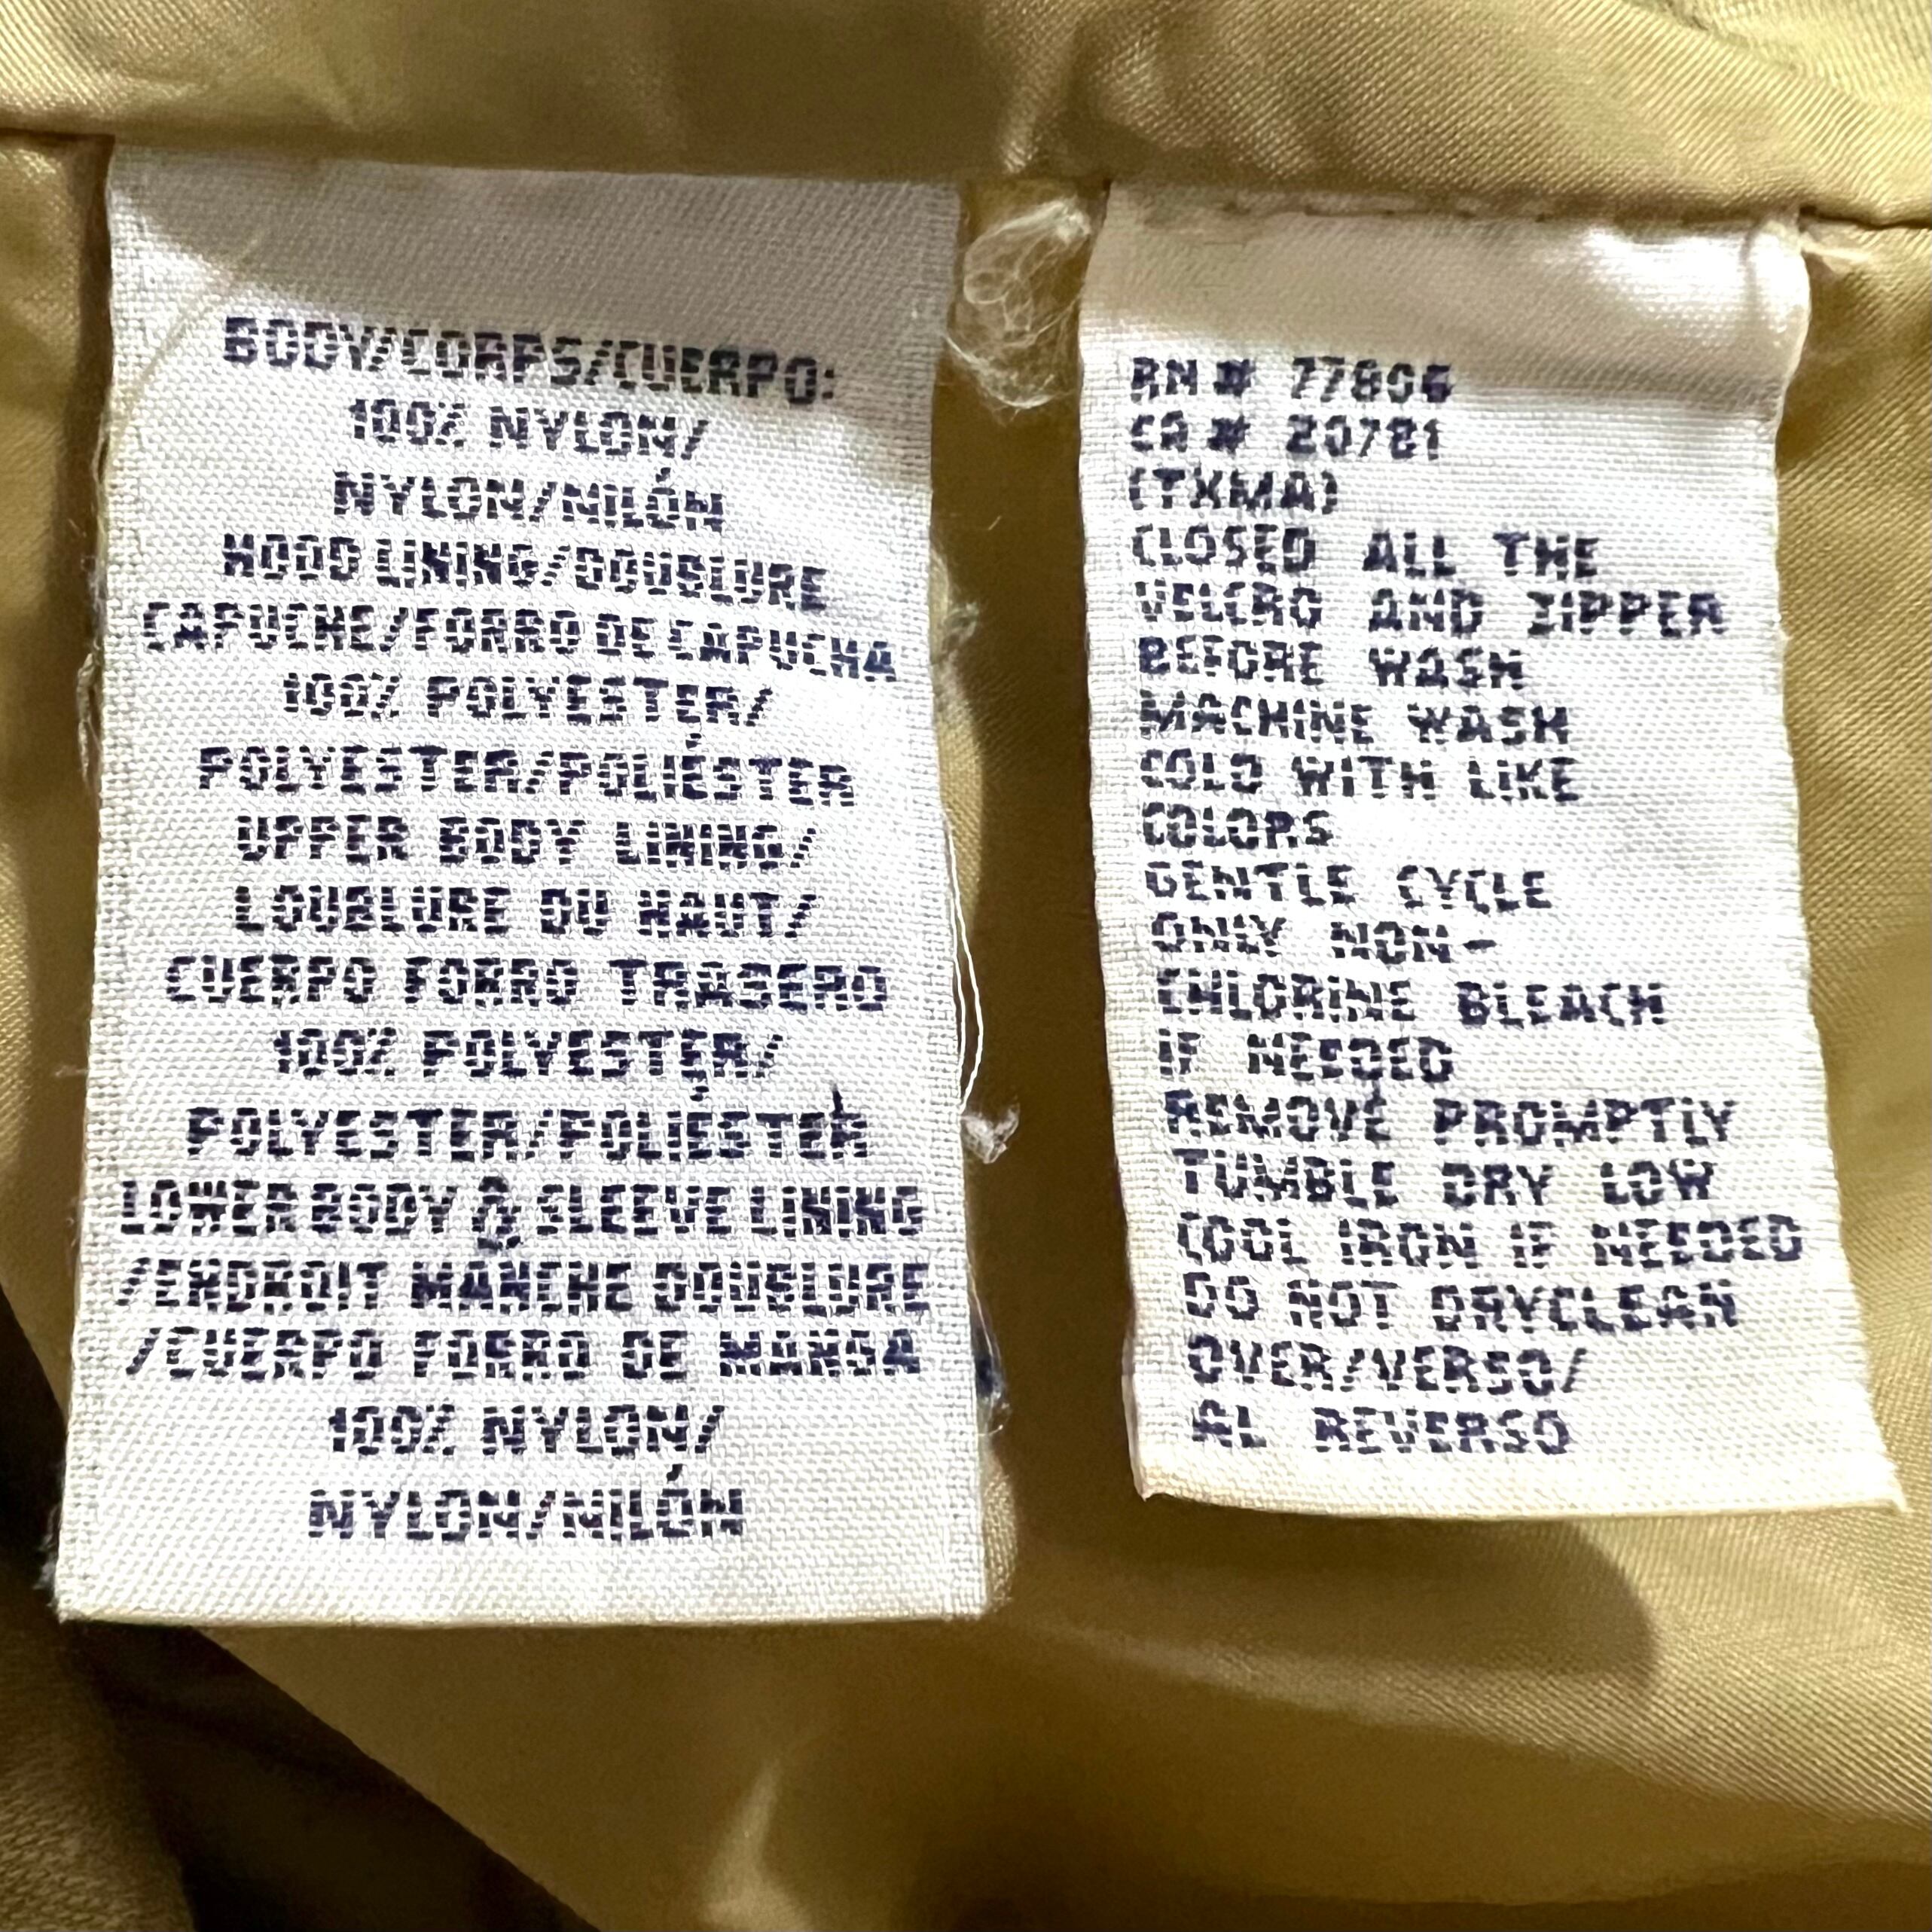 BODY/CORPS/CUERPO:
100% NYLON/
NYLON/NILÓN
HOOD LINING/DOUBLURE
CAPUCHE/FORRO DE CAPUCHA
100% POLYESTER/
POLYESTER/POLIÉSTER
UPPER BODY LINING/
LOUBLURE DU HAUT/
CUERPO FORRO TRASERO
100% POLYESTER/
POLYESTER/POLIÉSTER
LOWER BODY & SLEEVE LINING
/ENDROIT MANCHE DOUBLURE
/CUERPO FORRO DE MANGA
100% NYLON/
NYLON/NILÓN
RN# 77806
CA# 20781
(TXMA)
CLOSED ALL THE
VELCRO AND ZIPPER
BEFORE WASH
MACHINE WASH
COLD WITH LIKE
COLORS
GENTLE CYCLE
ONLY NON-
CHLORINE BLEACH
IF NEEDED
REMOVE PROMPTLY
TUMBLE DRY LOW
COOL IRON IF NEEDED
DO NOT DRYCLEAN
OVER/VERSO/
AL REVERSO